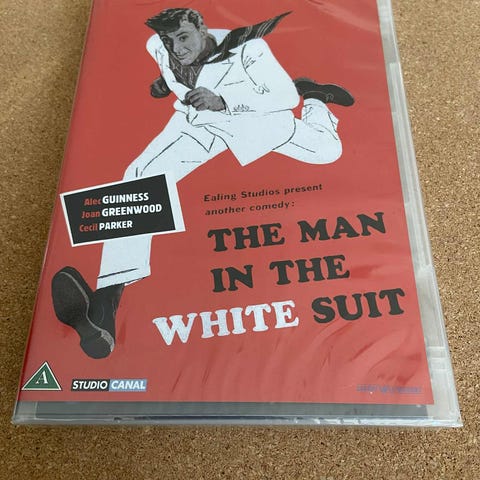 Alec GUINNESS
Joan GREENWOOD
Cecil PARKER
Ealing Studios present
another comedy:
THE MAN
IN THE
WHITE SUIT
A
STUDIO CANAL